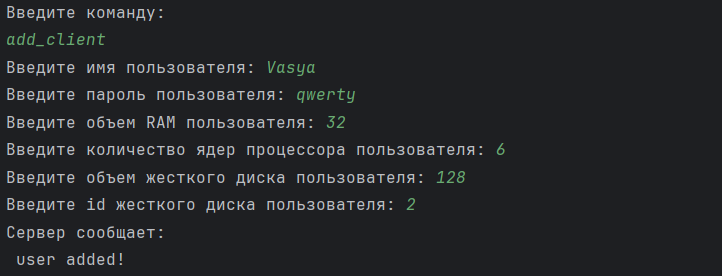 Введите команду:
add_client
Введите имя пользователя: Vasya
Введите пароль пользователя: qwerty
Введите объем RAM пользователя: 32
Введите количество ядер процессора пользователя: 6
Введите объем жесткого диска пользователя: 128
Введите id жесткого диска пользователя: 2
Сервер сообщает:
user added!